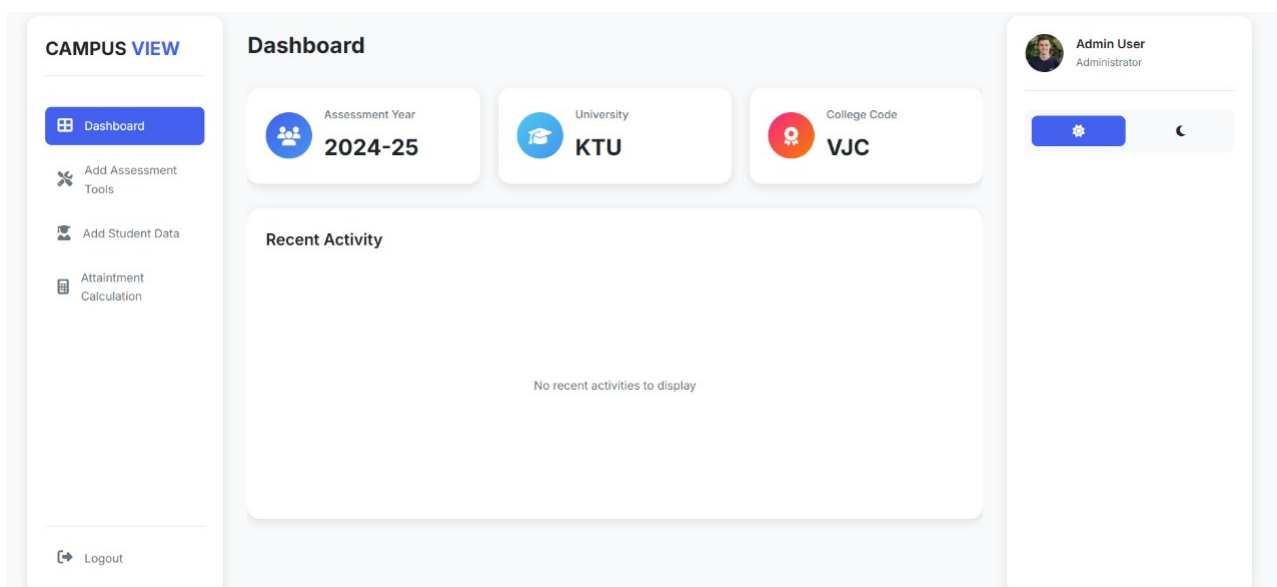 CAMPUS VIEW
Dashboard
Add Assessment
Tools
Add Student Data
Attaintment
Calculation
Logout
Dashboard
Assessment Year
2024-25
University
KTU
College Code
VJC
Recent Activity
No recent activities to display
Admin User
Administrator